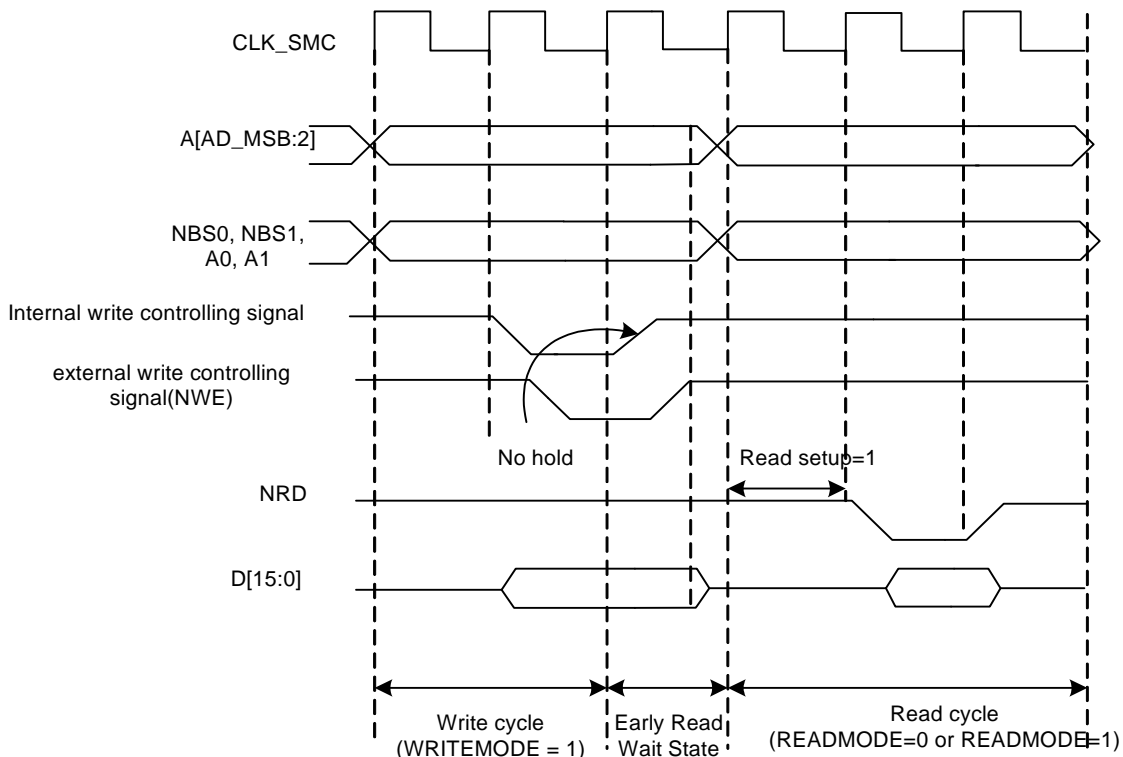 CLK_SMC
A[AD_MSB:2]
NBS0, NBS1,
A0, A1
Internal write controlling signal
external write controlling
signal(NWE)
No hold
Read setup=1
NRD
D[15:0]
Write cycle
(WRITEMODE = 1)
Early Read
Wait State
Read cycle
(READMODE=0 or READMODE=1)